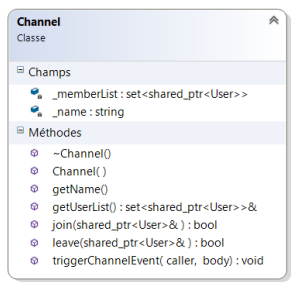 Channel
Classe
Champs
_memberList : set<shared_ptr<User>>
_name : string
Méthodes
~Channel()
Channel( )
getName()
getUserList() : set<shared_ptr<User>>&
join(shared_ptr<User>& ) : bool
leave(shared_ptr<User>& ) : bool
triggerChannelEvent( caller, body) : void